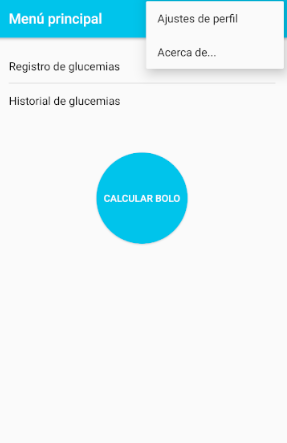 Menú principal
Ajustes de perfil
Acerca de...
Registro de glucemias
Historial de glucemias
CALCULAR BOLO